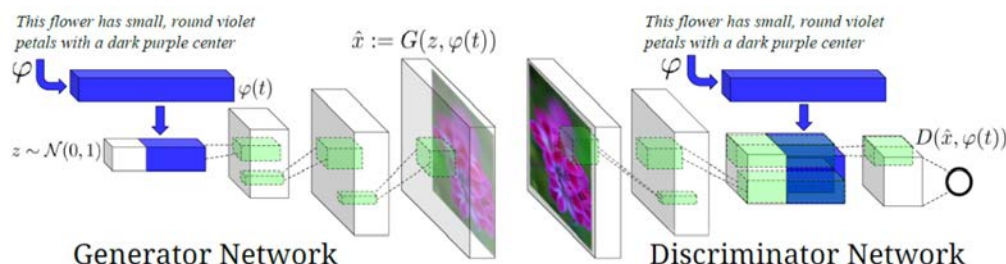 This flower has small, round violet
petals with a dark purple center
φ
φ(t)
z ∼ N(0, 1)
x̂ := G(z, φ(t))
Generator Network
This flower has small, round violet
petals with a dark purple center
φ
D(x̂, φ(t))
Discriminator Network